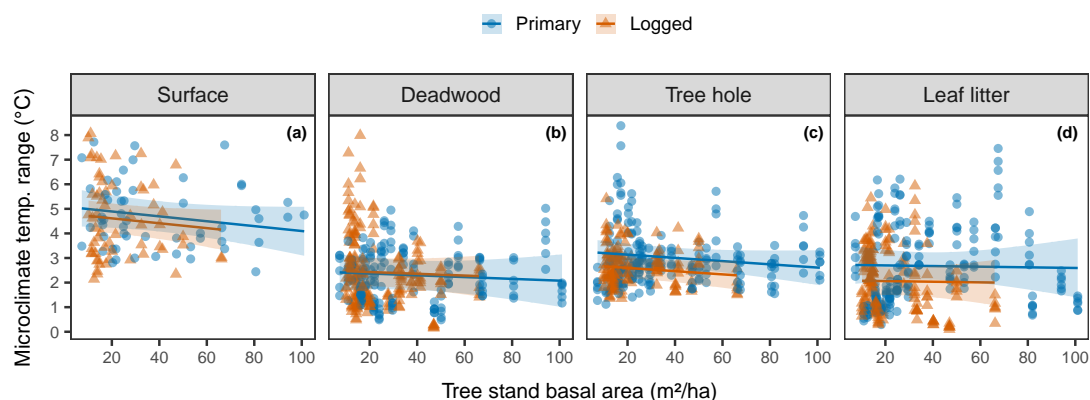 Primary Logged
Surface Deadwood Tree hole Leaf litter
(a) (b) (c) (d)
Microclimate temp. range (°C)
8
7
6
5
4
3
2
1
0
20 40 60 80 100 20 40 60 80 100 20 40 60 80 100 20 40 60 80 100
Tree stand basal area (m²/ha)